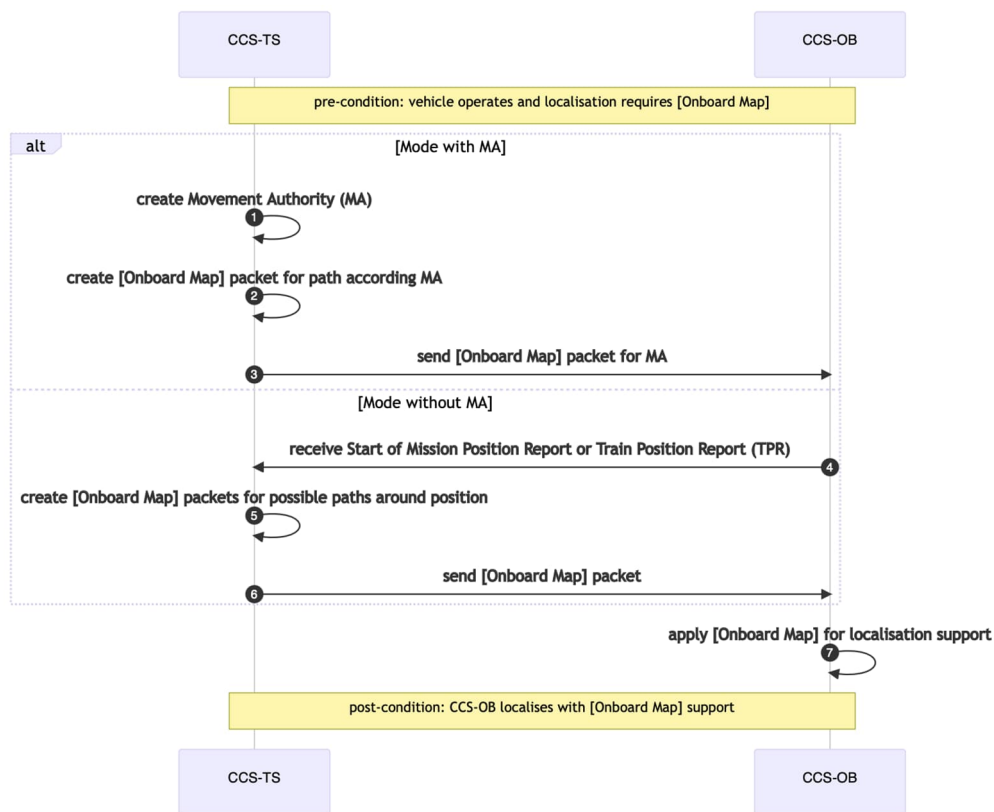 CCS-TS
CCS-OB
pre-condition: vehicle operates and localisation requires [Onboard Map]
alt
[Mode with MA]
create Movement Authority (MA)
1
create [Onboard Map] packet for path according MA
2
send [Onboard Map] packet for MA
3
[Mode without MA]
receive Start of Mission Position Report or Train Position Report (TPR)
4
create [Onboard Map] packets for possible paths around position
5
send [Onboard Map] packet
6
apply [Onboard Map] for localisation support
7
post-condition: CCS-OB localises with [Onboard Map] support
CCS-TS
CCS-OB